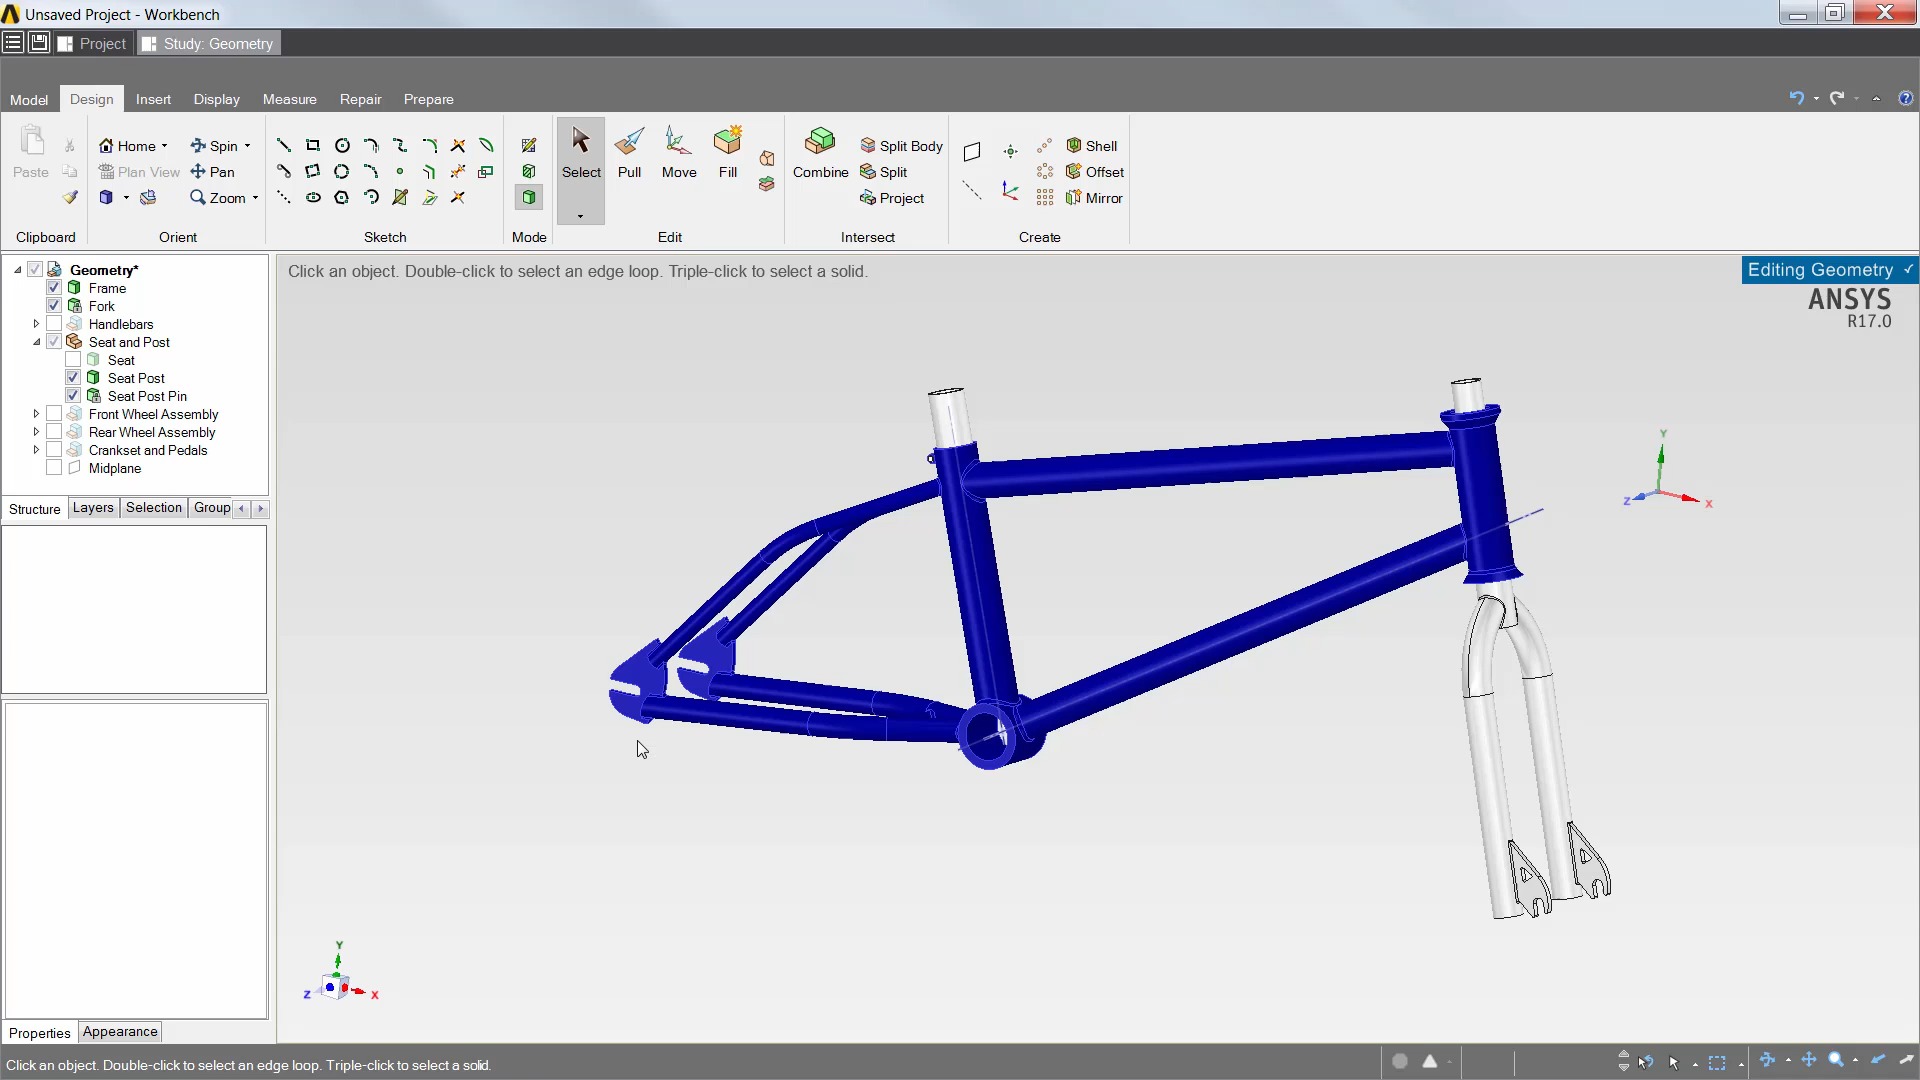 Unsaved Project - Workbench
Project
Study: Geometry
Model
Design
Insert
Display
Measure
Repair
Prepare
Paste
Home
Spin
Plan View
Pan
Zoom
Select
Pull
Move
Fill
Combine
Split Body
Split
Project
Shell
Offset
Mirror
Clipboard
Orient
Sketch
Mode
Edit
Intersect
Create
Geometry*
Frame
Fork
Handlebars
Seat and Post
Seat
Seat Post
Seat Post Pin
Front Wheel Assembly
Rear Wheel Assembly
Crankset and Pedals
Midplane
Structure
Layers
Selection
Group
Click an object. Double-click to select an edge loop. Triple-click to select a solid.
Editing Geometry
ANSYS
R17.0
Y
Z
X
Y
Z
X
Properties
Appearance
Click an object. Double-click to select an edge loop. Triple-click to select a solid.